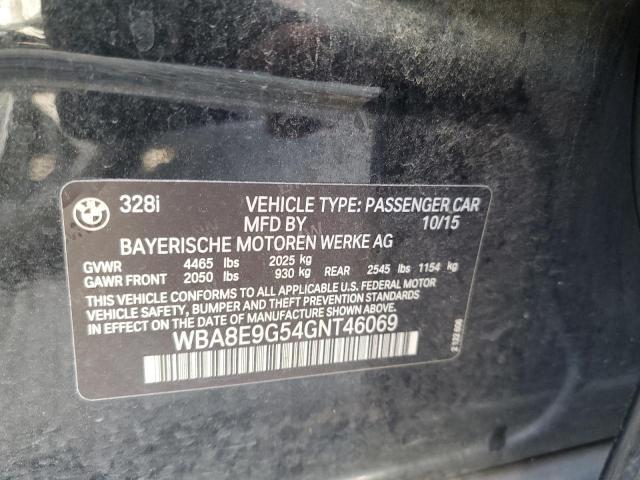 328i VEHICLE TYPE: PASSENGER CAR
MFD BY 10/15
BAYERISCHE MOTOREN WERKE AG
GVWR 4465 lbs 2025 kg
GAWR FRONT 2050 lbs 930 kg REAR 2545 lbs 1154 kg
THIS VEHICLE CONFORMS TO ALL APPLICABLE U.S. FEDERAL MOTOR
VEHICLE SAFETY, BUMPER AND THEFT PREVENTION STANDARDS IN
EFFECT ON THE DATE OF MANUFACTURE SHOWN ABOVE.
WBA8E9G54GNT46069